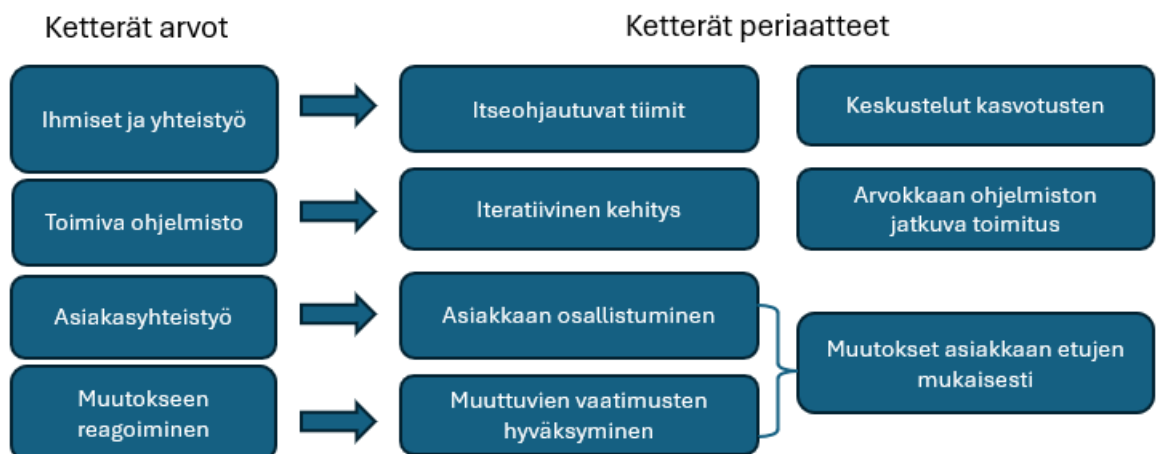 Ketterät arvot
Ketterät periaatteet
Ihmiset ja yhteistyö
Itseohjautuvat tiimit
Keskustelut kasvotusten
Toimiva ohjelmisto
Iteratiivinen kehitys
Arvokkaan ohjelmiston
jatkuva toimitus
Asiakasyhteistyö
Asiakkaan osallistuminen
Muutokset asiakkaan etujen
mukaisesti
Muutokseen
reagoiminen
Muuttuvien vaatimusten
hyväksyminen